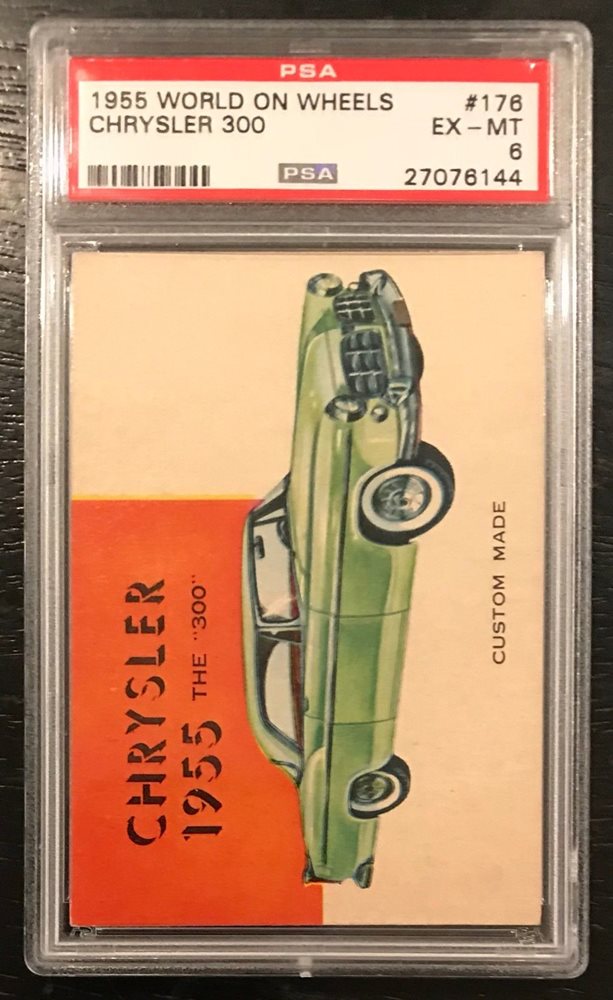 PSA
1955 WORLD ON WHEELS #176
CHRYSLER 300 EX-MT
6
PSA 27076144
CHRYSLER
1955 THE "300"
CUSTOM MADE